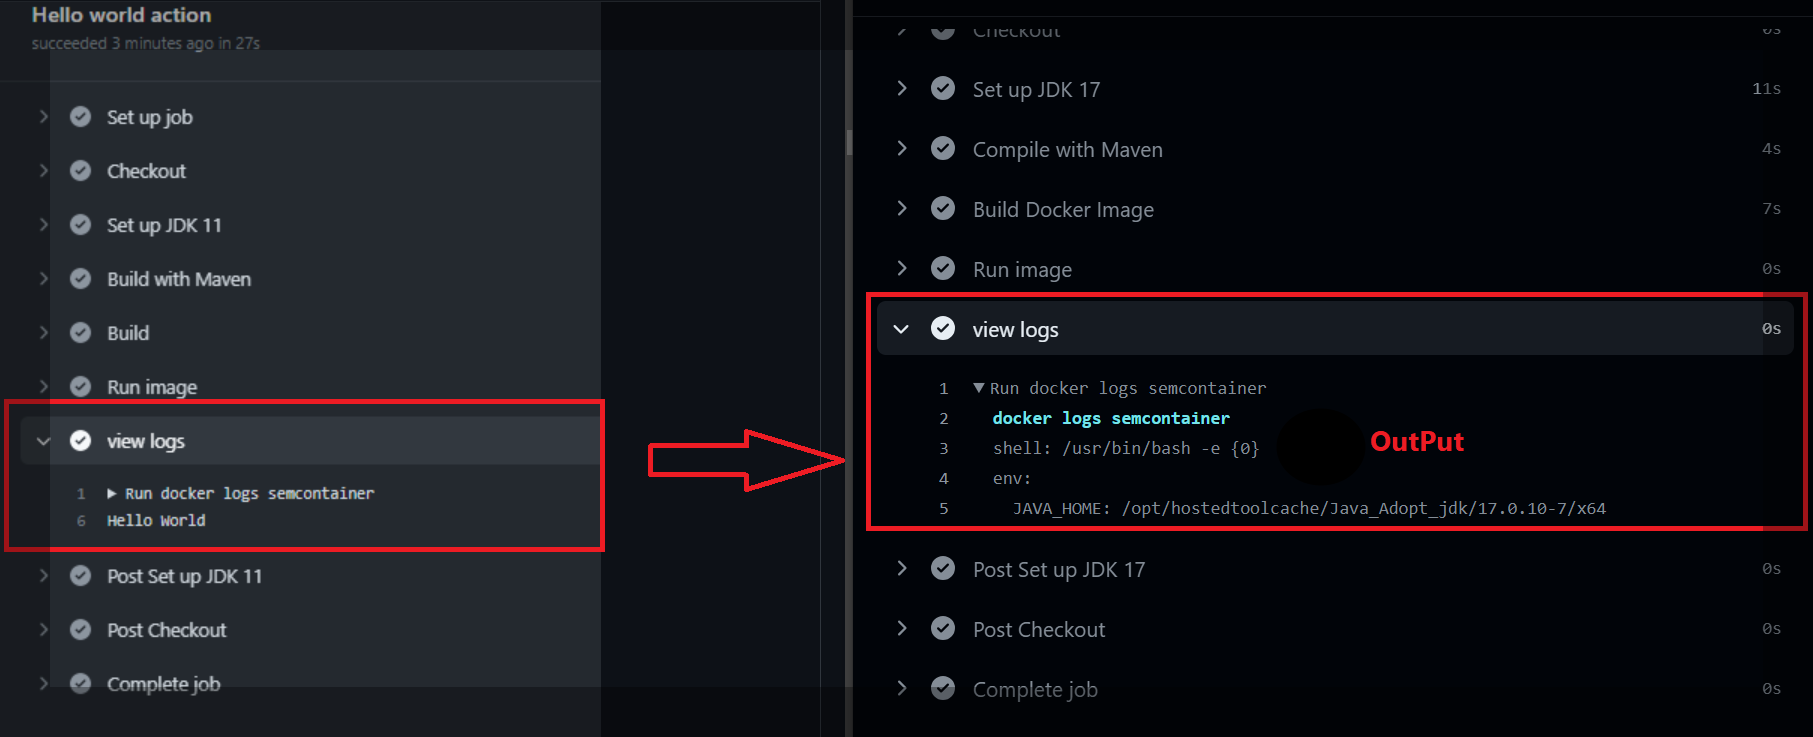 Hello world action
succeeded 3 minutes ago in 27s
Set up job
Checkout
Set up JDK 11
Build with Maven
Build
Run image
view logs
1 ▶ Run docker logs semcontainer
6 Hello World
Post Set up JDK 11
Post Checkout
Complete job
Checkout 0s
Set up JDK 17 11s
Compile with Maven 4s
Build Docker Image 7s
Run image 0s
view logs 0s
1 ▼ Run docker logs semcontainer
2 docker logs semcontainer
3 shell: /usr/bin/bash -e {0}
OutPut
4 env:
5 JAVA_HOME: /opt/hostedtoolcache/Java_Adopt_jdk/17.0.10-7/x64
Post Set up JDK 17 0s
Post Checkout 0s
Complete job 0s